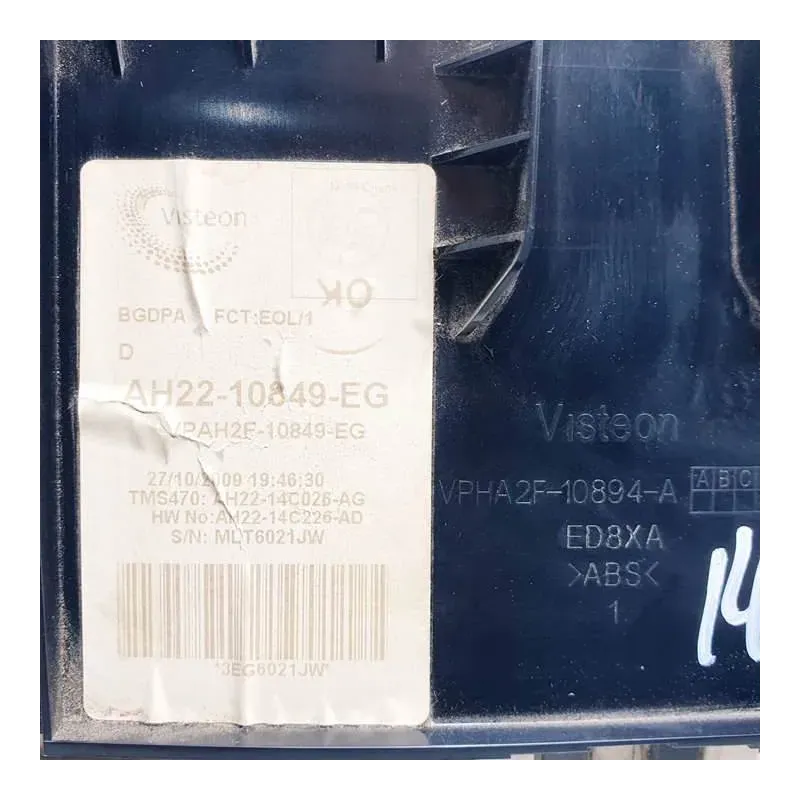 Visteon
OK
BGDPA FCT:EOL/1
D
AH22-10849-EG
VPAH2F-10849-EG
27/10/2009 19:46:30
TMS470: AH22-14C026-AG
HW No:AH22-14C226-AD
S/N: MLT6021JW
*3EG6021JW*
Visteon
VPHA2F-10894-A
A B C
ED8XA
>ABS<
1
14